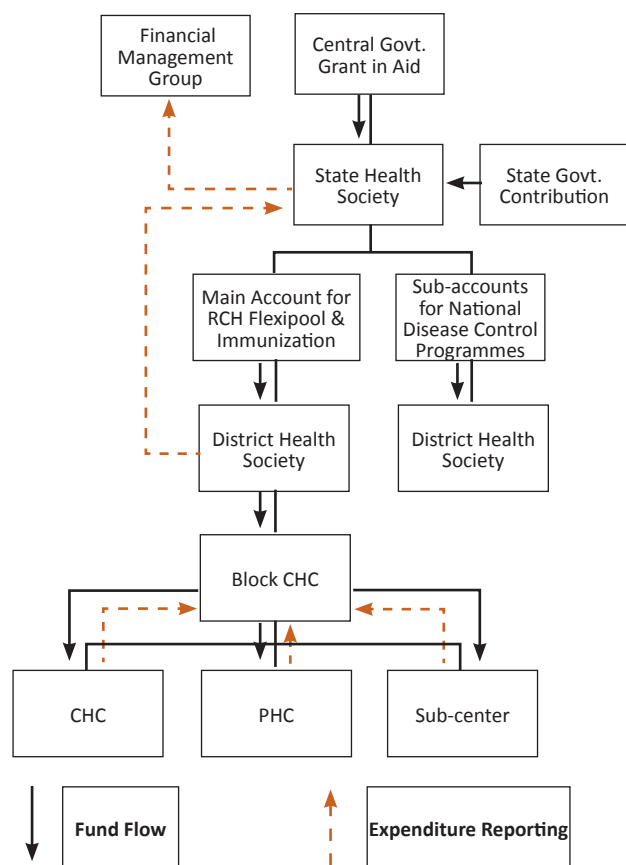 Financial
Management
Group
Central Govt.
Grant in Aid
State Health
Society
State Govt.
Contribution
Main Account for
RCH Flexipool &
Immunization
Sub-accounts
for National
Disease Control
Programmes
District Health
Society
District Health
Society
Block CHC
CHC
PHC
Sub-center
Fund Flow
Expenditure Reporting